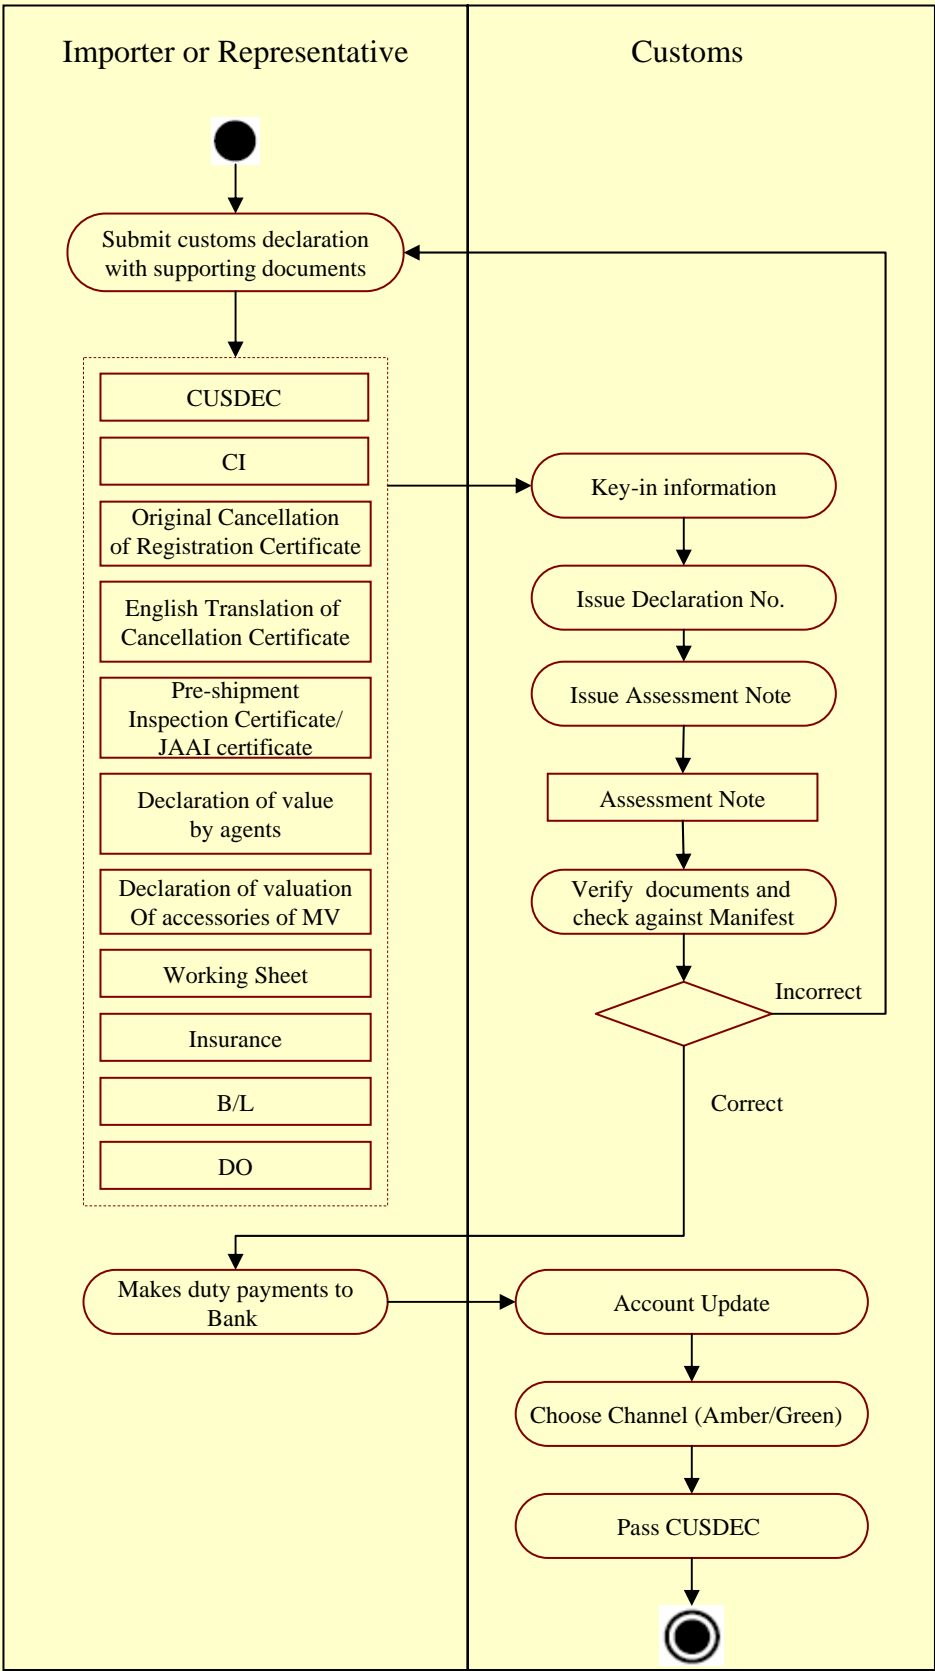 Importer or Representative
Customs
Submit customs declaration
with supporting documents
CUSDEC
CI
Original Cancellation
of Registration Certificate
English Translation of
Cancellation Certificate
Pre-shipment
Inspection Certificate/
JAAI certificate
Declaration of value
by agents
Declaration of valuation
Of accessories of MV
Working Sheet
Insurance
B/L
DO
Key-in information
Issue Declaration No.
Issue Assessment Note
Assessment Note
Verify documents and
check against Manifest
Incorrect
Correct
Makes duty payments to
Bank
Account Update
Choose Channel (Amber/Green)
Pass CUSDEC